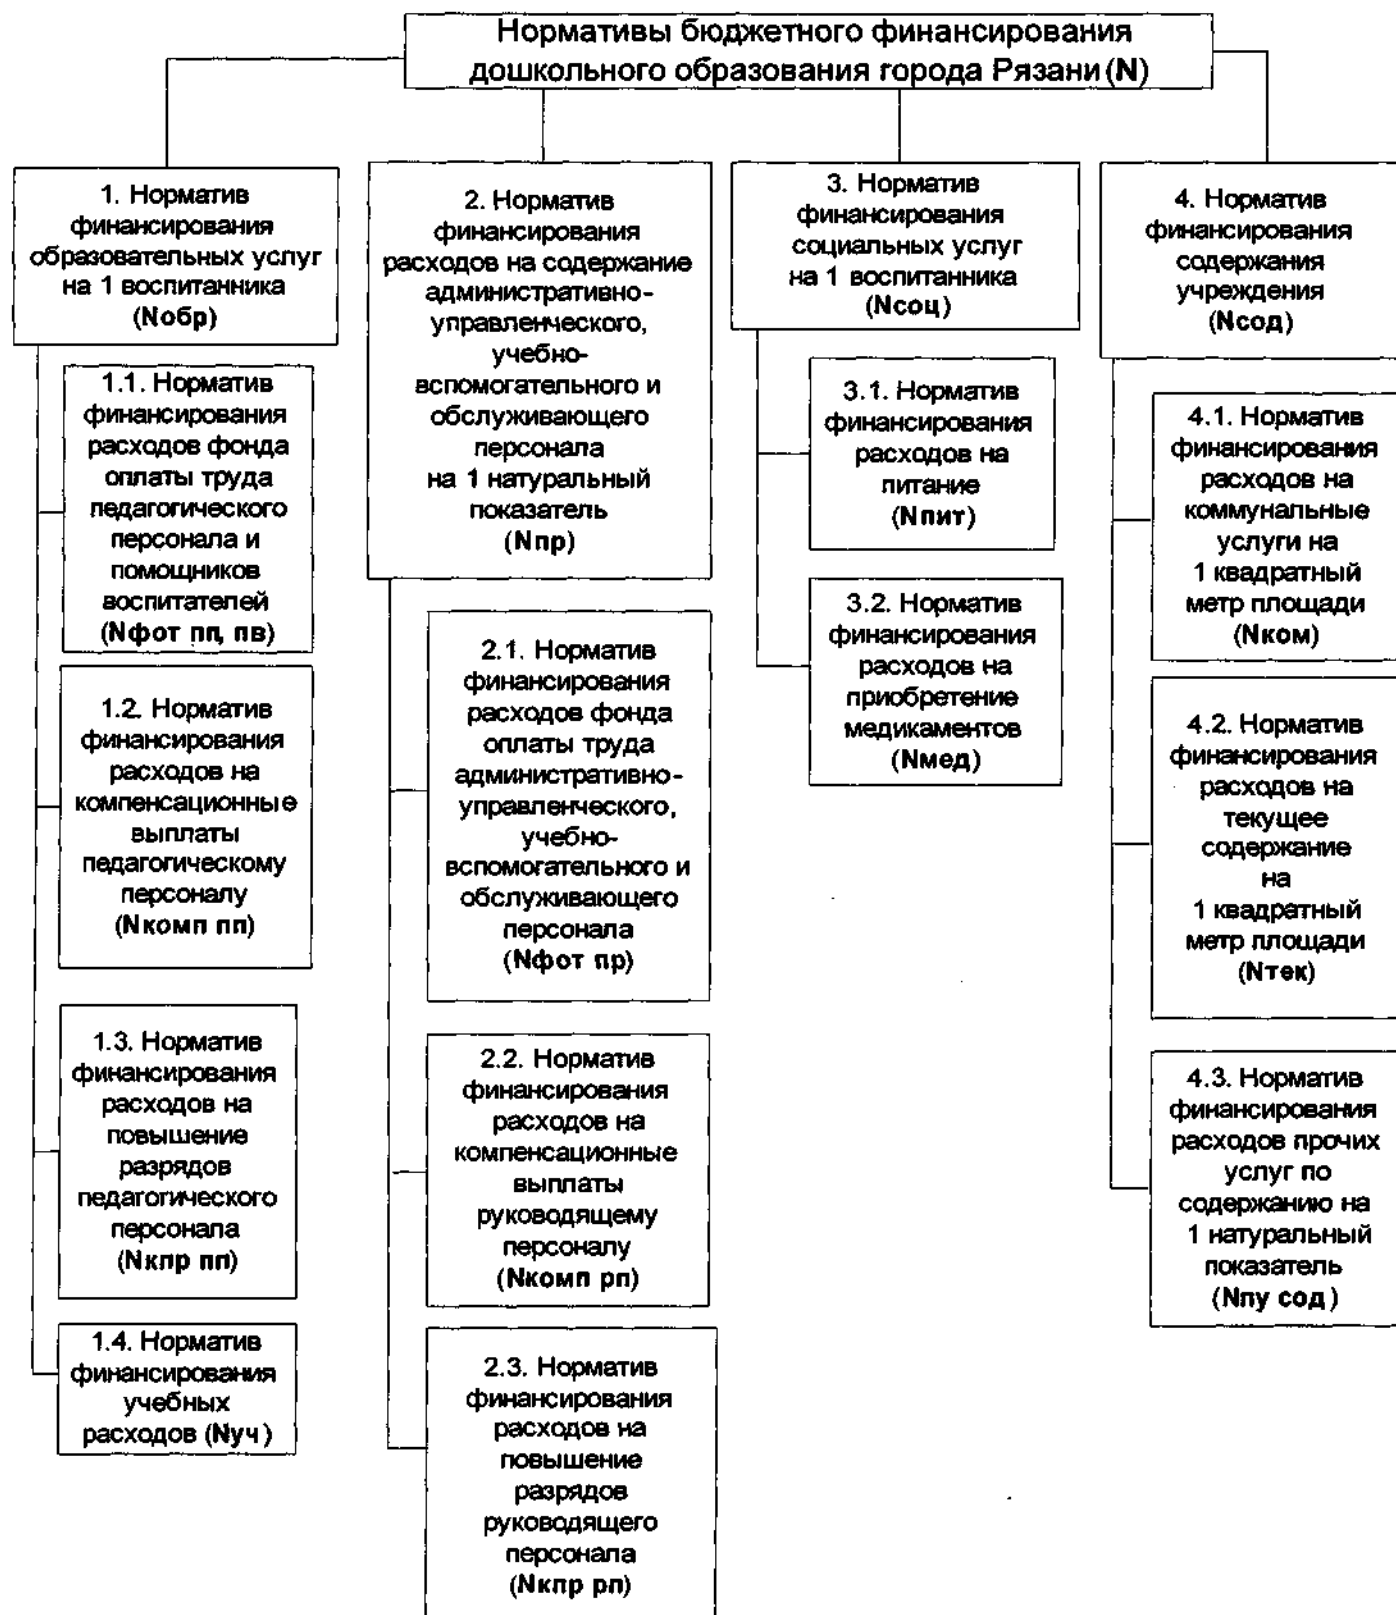 Нормативы бюджетного финансирования
дошкольного образования города Рязани (N)
1. Норматив
финансирования
образовательных услуг
на 1 воспитанника
(Nобр)
1.1. Норматив
финансирования
расходов фонда
оплаты труда
педагогического
персонала и
помощников
воспитателей
(Nфот пп, пв)
1.2. Норматив
финансирования
расходов на
компенсационные
выплаты
педагогическому
персоналу
(Nкомп пп)
1.3. Норматив
финансирования
расходов на
повышение
разрядов
педагогического
персонала
(Nкпр пп)
1.4. Норматив
финансирования
учебных
расходов (Nуч)
2. Норматив
финансирования
расходов на содержание
административно-
управленческого,
учебно-
вспомогательного и
обслуживающего
персонала
на 1 натуральный
показатель
(Nпр)
2.1. Норматив
финансирования
расходов фонда
оплаты труда
административно-
управленческого,
учебно-
вспомогательного и
обслуживающего
персонала
(Nфот пр)
2.2. Норматив
финансирования
расходов на
компенсационные
выплаты
руководящему
персоналу
(Nкомп рп)
2.3. Норматив
финансирования
расходов на
повышение
разрядов
руководящего
персонала
(Nкпр рп)
3. Норматив
финансирования
социальных услуг
на 1 воспитанника
(Nсоц)
3.1. Норматив
финансирования
расходов на
питание
(Nпит)
3.2. Норматив
финансирования
расходов на
приобретение
медикаментов
(Nмед)
4. Норматив
финансирования
содержания
учреждения
(Nсод)
4.1. Норматив
финансирования
расходов на
коммунальные
услуги на
1 квадратный
метр площади
(Nком)
4.2. Норматив
финансирования
расходов на
текущее
содержание
на
1 квадратный
метр площади
(Nтек)
4.3. Норматив
финансирования
расходов прочих
услуг по
содержанию на
1 натуральный
показатель
(Nпу сод)